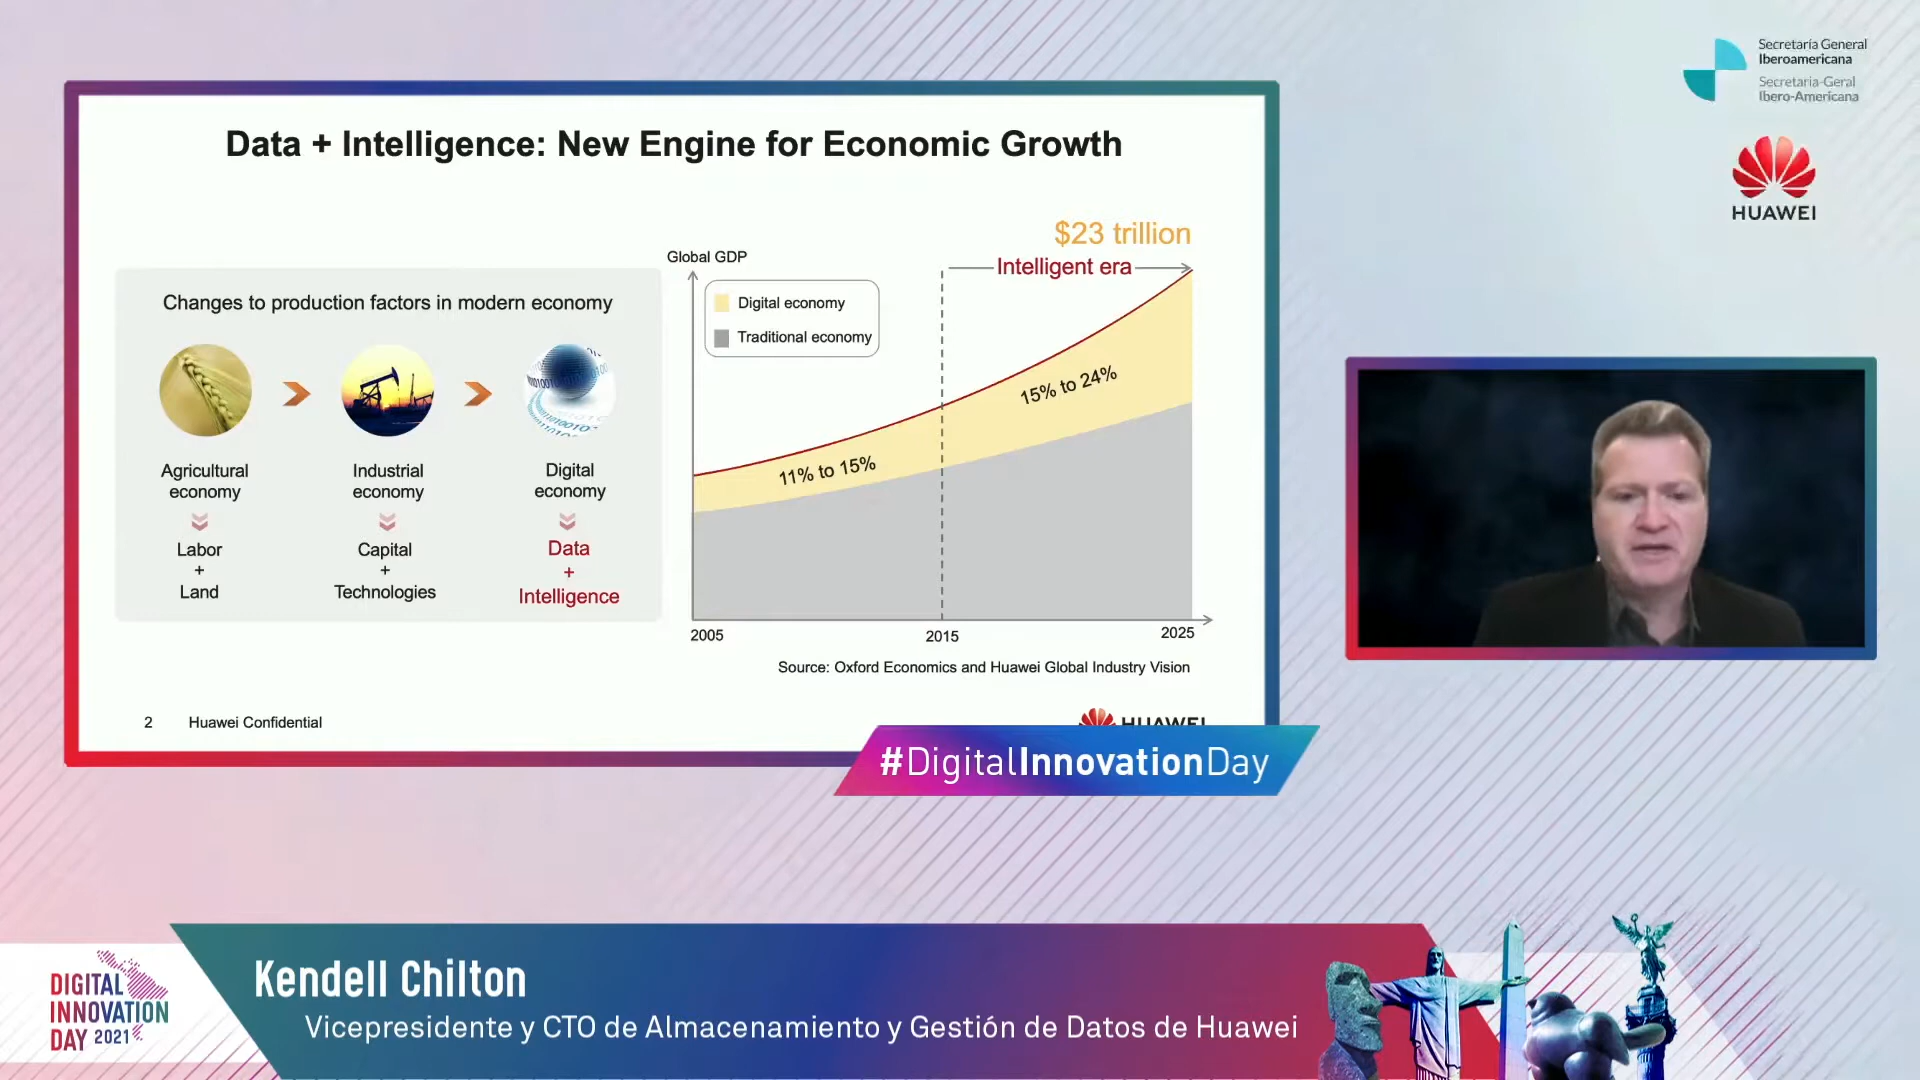 Secretaría General
Iberoamericana
Secretaria-Geral
Ibero-Americana
HUAWEI
Data + Intelligence: New Engine for Economic Growth
Changes to production factors in modern economy
Agricultural
economy
Labor
+
Land
Industrial
economy
Capital
+
Technologies
Digital
economy
Data
+
Intelligence
Global GDP
$23 trillion
Intelligent era
Digital economy
Traditional economy
11% to 15%
15% to 24%
2005
2015
2025
Source: Oxford Economics and Huawei Global Industry Vision
2
Huawei Confidential
HUAWEI
#DigitalInnovationDay
DIGITAL
INNOVATION
DAY 2021
Kendell Chilton
Vicepresidente y CTO de Almacenamiento y Gestión de Datos de Huawei